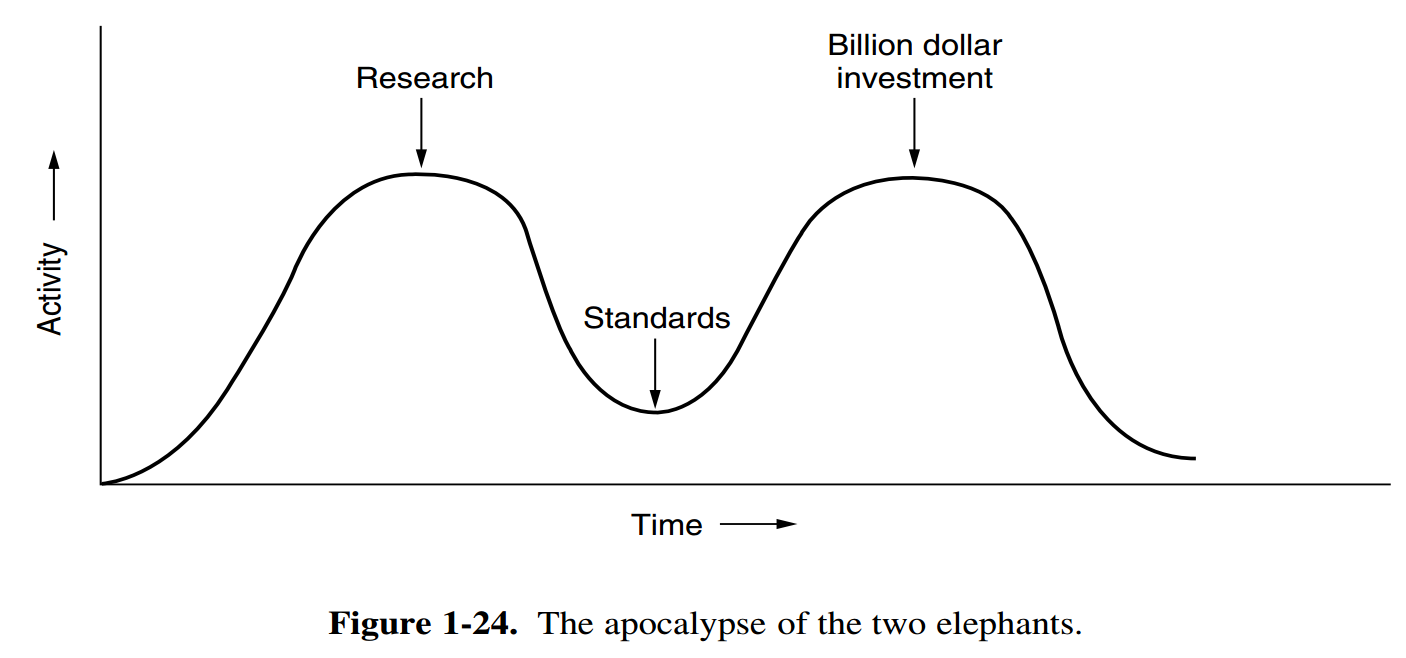 Billion dollar
investment
Research
Standards
Activity
Time
Figure 1-24. The apocalypse of the two elephants.